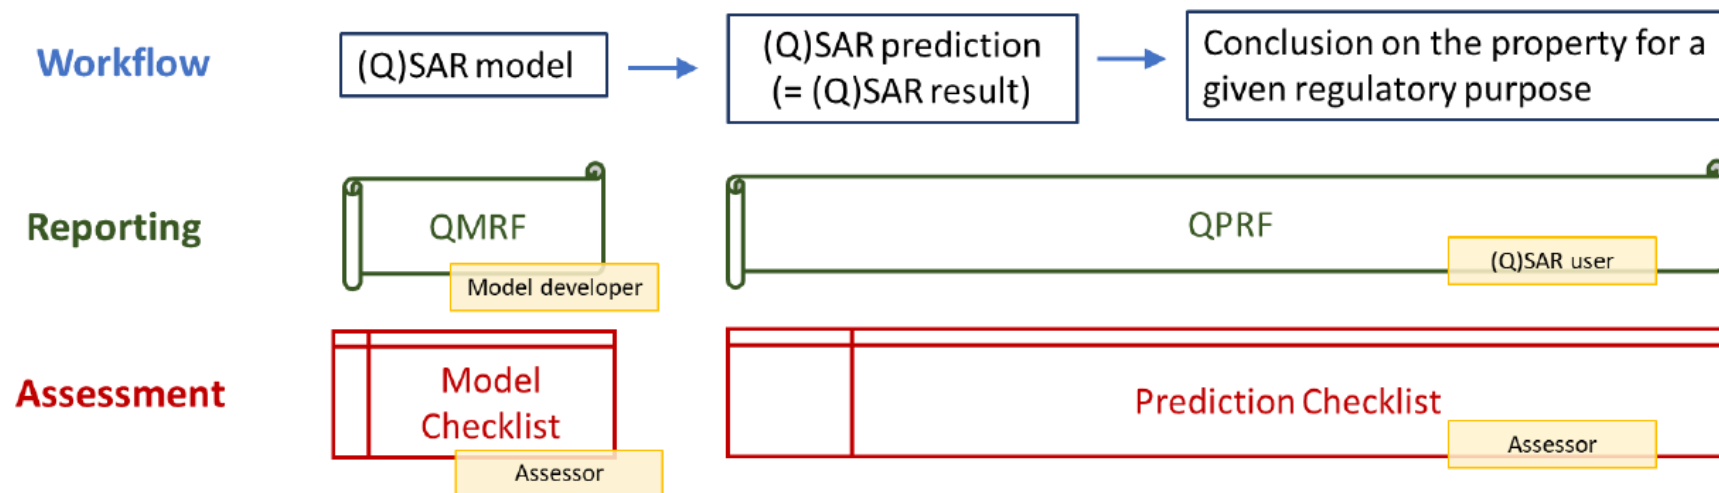 Workflow
(Q)SAR model
(Q)SAR prediction
(= (Q)SAR result)
Conclusion on the property for a
given regulatory purpose
Reporting
QMRF
Model developer
QPRF
(Q)SAR user
Assessment
Model
Checklist
Assessor
Prediction Checklist
Assessor